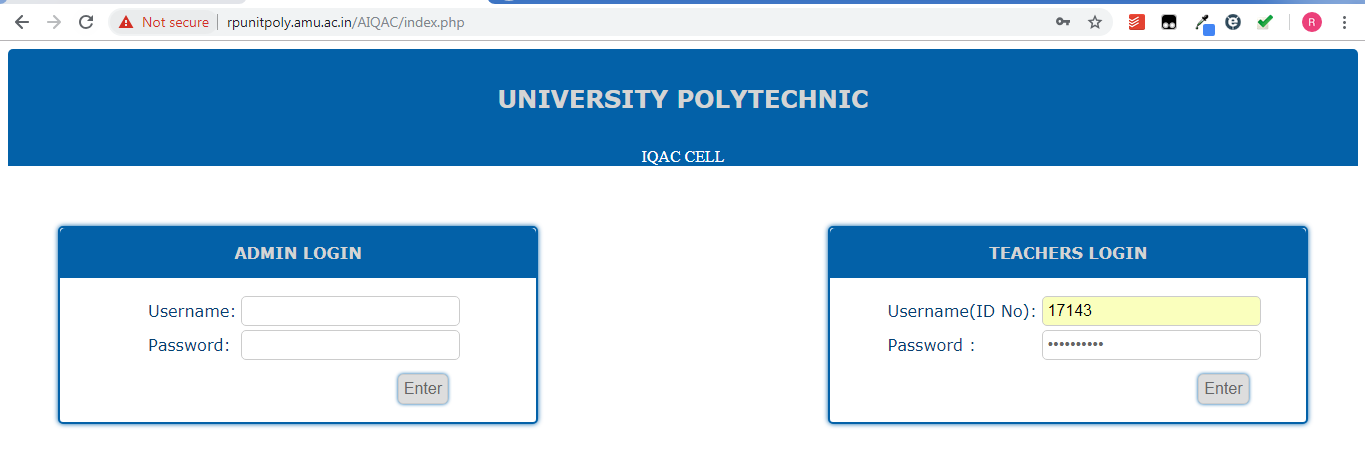 Not secure | rpunitpoly.amu.ac.in/AIQAC/index.php
R
UNIVERSITY POLYTECHNIC
IQAC CELL
ADMIN LOGIN
Username:
Password:
Enter
TEACHERS LOGIN
Username(ID No): 17143
Password : ••••••••••
Enter